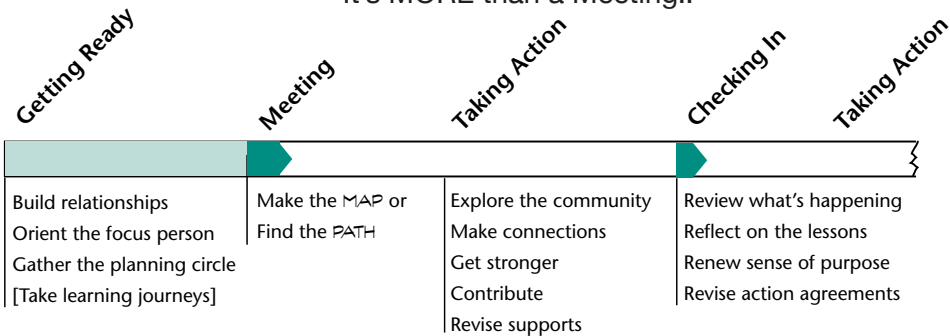 It's MORE than a Meeting..
Getting Ready
Meeting
Taking Action
Checking In
Taking Action
Build relationships
Orient the focus person
Gather the planning circle
[Take learning journeys]
Make the MAP or
Find the PATH
Explore the community
Make connections
Get stronger
Contribute
Revise supports
Review what's happening
Reflect on the lessons
Renew sense of purpose
Revise action agreements